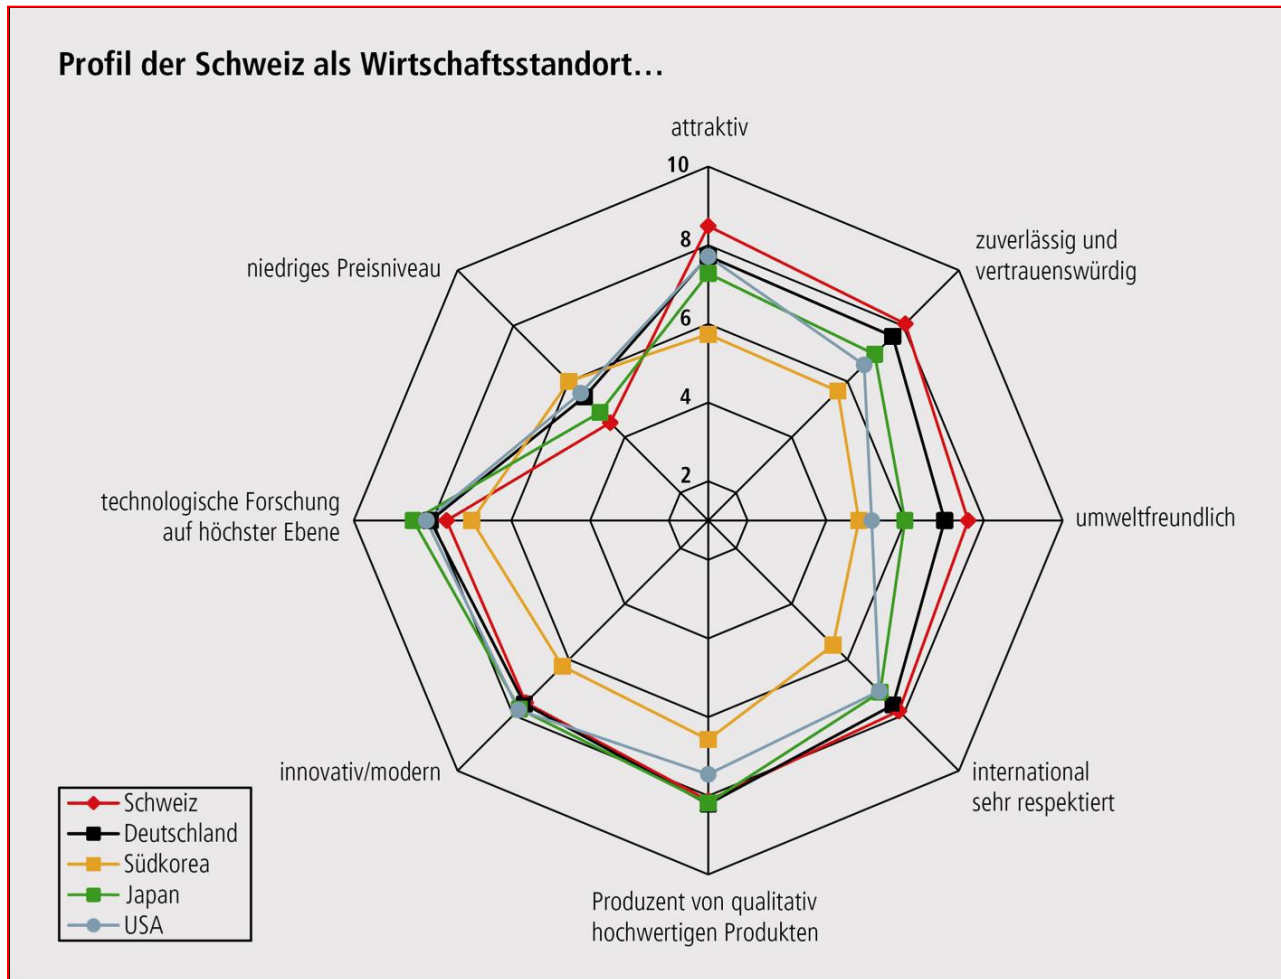 Profil der Schweiz als Wirtschaftsstandort…
attraktiv
10
zuverlässig und
vertrauenswürdig
8
niedriges Preisniveau
6
4
2
technologische Forschung
auf höchster Ebene
umweltfreundlich
innovativ/modern
international
sehr respektiert
Produzent von qualitativ
hochwertigen Produkten
Schweiz
Deutschland
Südkorea
Japan
USA